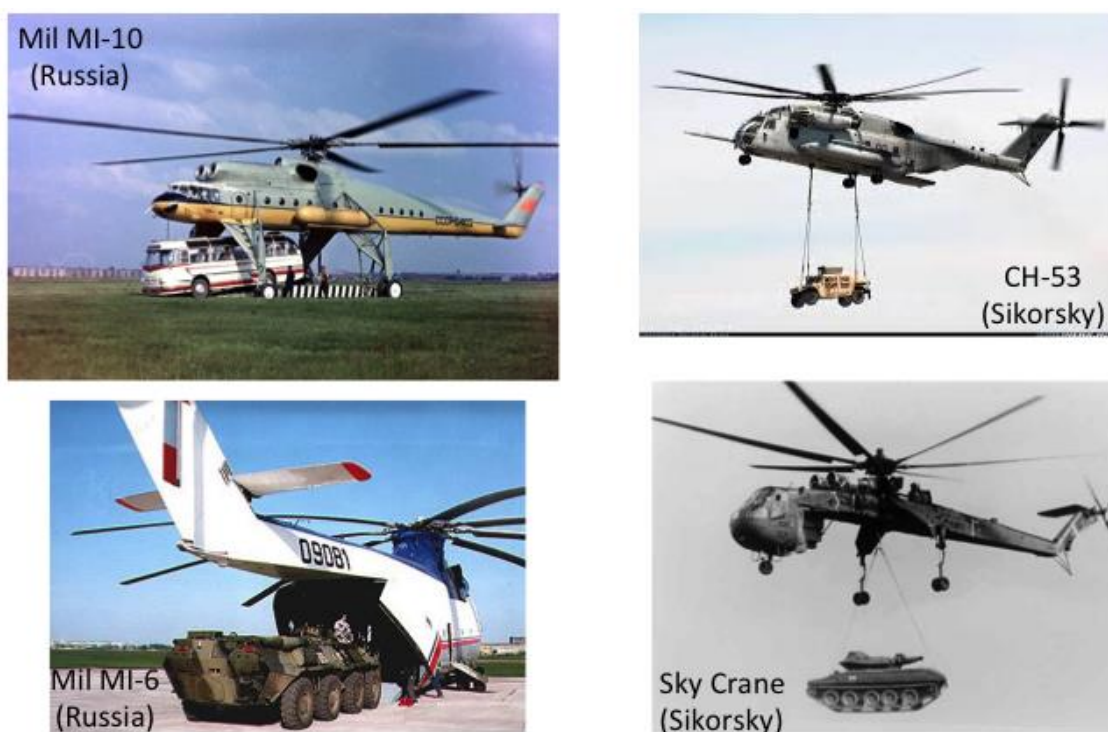 Mil MI-10
(Russia)
CH-53
(Sikorsky)
09081
Mil MI-6
(Russia)
Sky Crane
(Sikorsky)